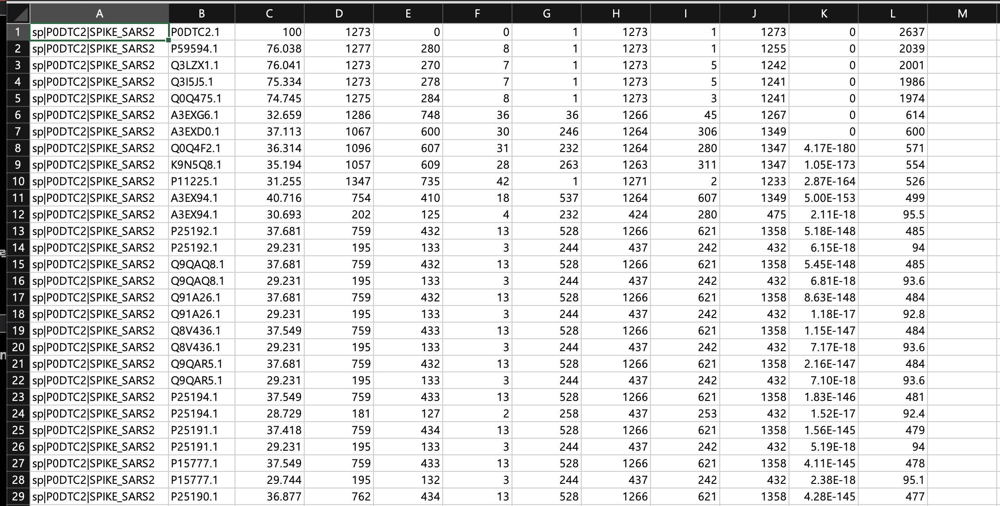 A B C D E F G H I J K L M
1 sp|P0DTC2|SPIKE_SARS2 P0DTC2.1 100 1273 0 0 1 1273 1 1273 0 2637
2 sp|P0DTC2|SPIKE_SARS2 P59594.1 76.038 1277 280 8 1 1273 1 1255 0 2039
3 sp|P0DTC2|SPIKE_SARS2 Q3LZX1.1 76.041 1273 270 7 1 1273 5 1242 0 2001
4 sp|P0DTC2|SPIKE_SARS2 Q3I5J5.1 75.334 1273 278 7 1 1273 5 1241 0 1986
5 sp|P0DTC2|SPIKE_SARS2 Q0Q475.1 74.745 1275 284 8 1 1273 3 1241 0 1974
6 sp|P0DTC2|SPIKE_SARS2 A3EXG6.1 32.659 1286 748 36 36 1266 45 1267 0 614
7 sp|P0DTC2|SPIKE_SARS2 A3EXD0.1 37.113 1067 600 30 246 1264 306 1349 0 600
8 sp|P0DTC2|SPIKE_SARS2 Q0Q4F2.1 36.314 1096 607 31 232 1264 280 1347 4.17E-180 571
9 sp|P0DTC2|SPIKE_SARS2 K9N5Q8.1 35.194 1057 609 28 263 1263 311 1347 1.05E-173 554
10 sp|P0DTC2|SPIKE_SARS2 P11225.1 31.255 1347 735 42 1 1271 2 1233 2.87E-164 526
11 sp|P0DTC2|SPIKE_SARS2 A3EX94.1 40.716 754 410 18 537 1264 607 1349 5.00E-153 499
12 sp|P0DTC2|SPIKE_SARS2 A3EX94.1 30.693 202 125 4 232 424 280 475 2.11E-18 95.5
13 sp|P0DTC2|SPIKE_SARS2 P25192.1 37.681 759 432 13 528 1266 621 1358 5.18E-148 485
14 sp|P0DTC2|SPIKE_SARS2 P25192.1 29.231 195 133 3 244 437 242 432 6.15E-18 94
15 sp|P0DTC2|SPIKE_SARS2 Q9QAQ8.1 37.681 759 432 13 528 1266 621 1358 5.45E-148 485
16 sp|P0DTC2|SPIKE_SARS2 Q9QAQ8.1 29.231 195 133 3 244 437 242 432 6.81E-18 93.6
17 sp|P0DTC2|SPIKE_SARS2 Q91A26.1 37.681 759 432 13 528 1266 621 1358 8.63E-148 484
18 sp|P0DTC2|SPIKE_SARS2 Q91A26.1 29.231 195 133 3 244 437 242 432 1.18E-17 92.8
19 sp|P0DTC2|SPIKE_SARS2 Q8V436.1 37.549 759 433 13 528 1266 621 1358 1.15E-147 484
20 sp|P0DTC2|SPIKE_SARS2 Q8V436.1 29.231 195 133 3 244 437 242 432 7.17E-18 93.6
21 sp|P0DTC2|SPIKE_SARS2 Q9QAR5.1 37.681 759 432 13 528 1266 621 1358 2.16E-147 484
22 sp|P0DTC2|SPIKE_SARS2 Q9QAR5.1 29.231 195 133 3 244 437 242 432 7.10E-18 93.6
23 sp|P0DTC2|SPIKE_SARS2 P25194.1 37.549 759 433 13 528 1266 621 1358 1.83E-146 481
24 sp|P0DTC2|SPIKE_SARS2 P25194.1 28.729 181 127 2 258 437 253 432 1.52E-17 92.4
25 sp|P0DTC2|SPIKE_SARS2 P25191.1 37.418 759 434 13 528 1266 621 1358 1.56E-145 479
26 sp|P0DTC2|SPIKE_SARS2 P25191.1 29.231 195 133 3 244 437 242 432 5.19E-18 94
27 sp|P0DTC2|SPIKE_SARS2 P15777.1 37.549 759 433 13 528 1266 621 1358 4.11E-145 478
28 sp|P0DTC2|SPIKE_SARS2 P15777.1 29.744 195 132 3 244 437 242 432 2.38E-18 95.1
29 sp|P0DTC2|SPIKE_SARS2 P25190.1 36.877 762 434 13 528 1266 621 1358 4.28E-145 477